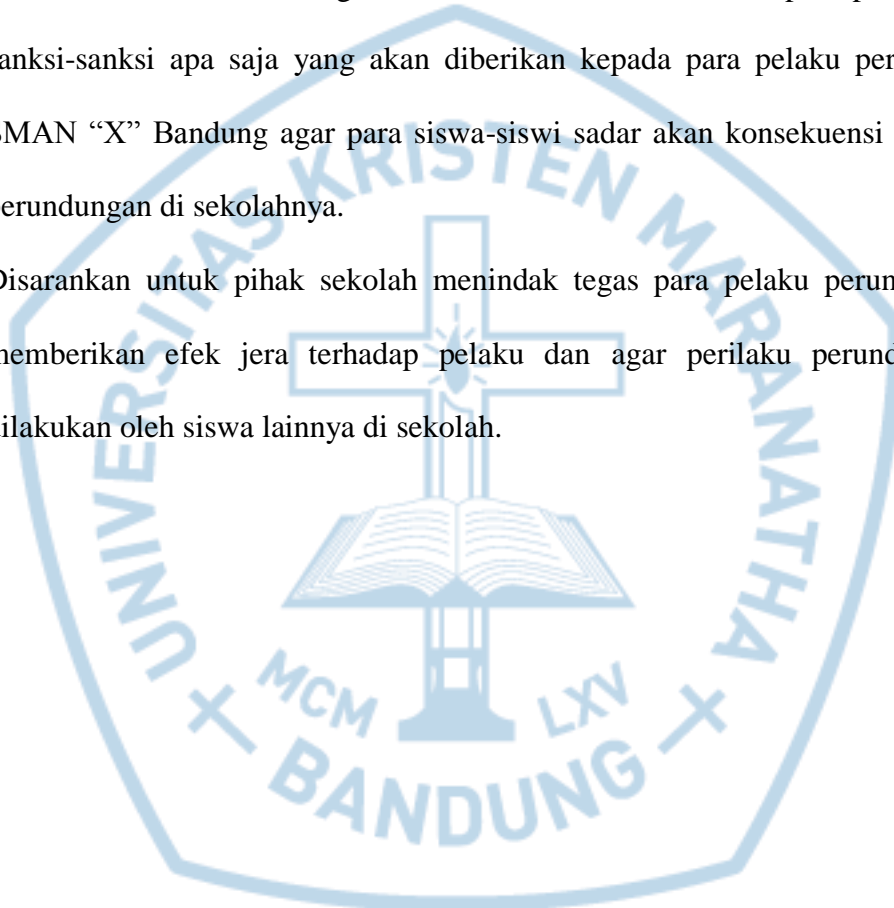 anksi-sanksi apa saja yang akan diberikan kepada para pelaku per
SMAN “X” Bandung agar para siswa-siswi sadar akan konsekuensi
perundungan di sekolahnya.
Disarankan untuk pihak sekolah menindak tegas para pelaku perun
memberikan efek jera terhadap pelaku dan agar perilaku perund
dilakukan oleh siswa lainnya di sekolah.
UNIVERSITAS KRISTEN MARANATHA
MCM LXV
BANDUNG